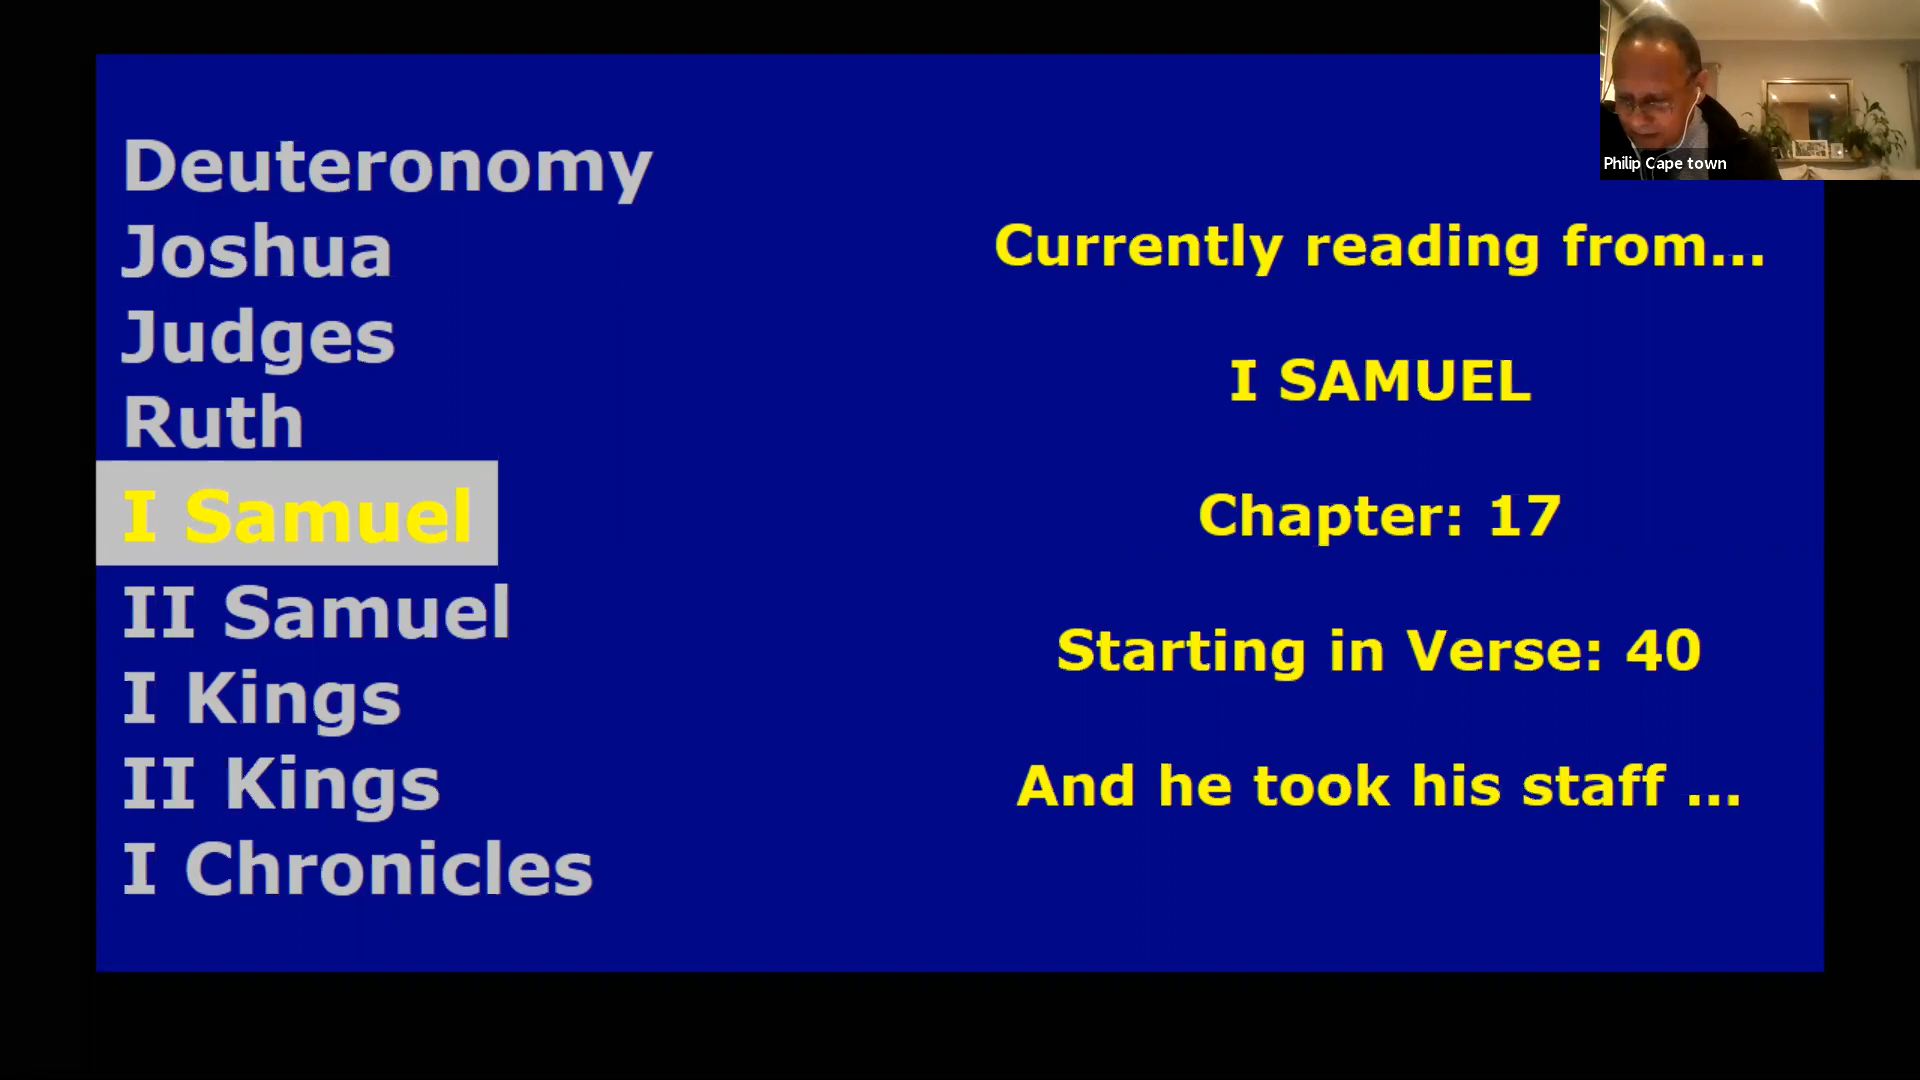 Deuteronomy
Joshua
Judges
Ruth
I Samuel
II Samuel
I Kings
II Kings
I Chronicles
Currently reading from...
I SAMUEL
Chapter: 17
Starting in Verse: 40
And he took his staff ...
Philip Cape town